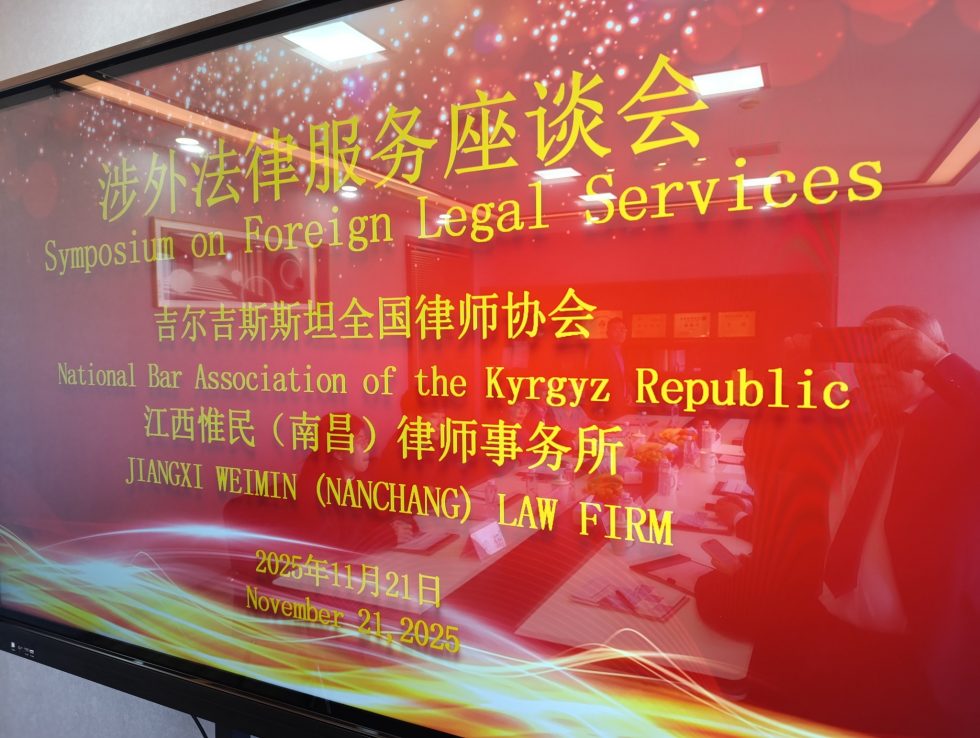 涉外法律服务座谈会
Symposium on Foreign Legal Services
吉尔吉斯斯坦全国律师协会
National Bar Association of the Kyrgyz Republic
江西惟民（南昌）律师事务所
JIANGXI WEIMIN (NANCHANG) LAW FIRM
2025年11月21日
November 21,2025